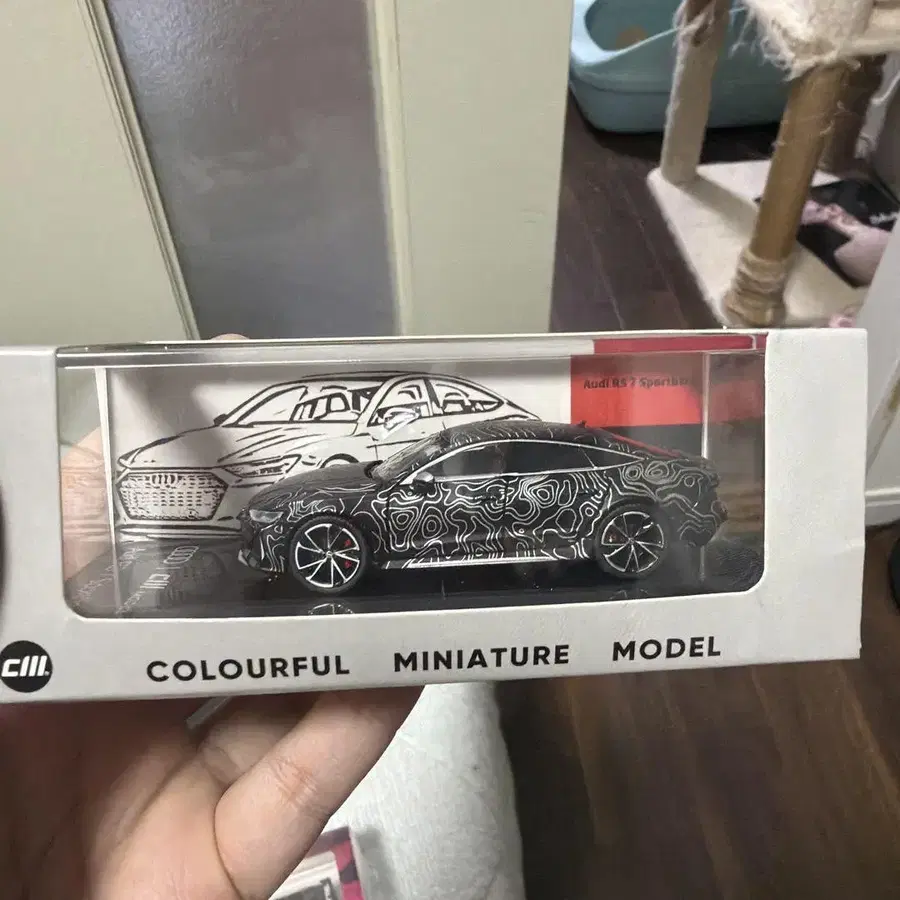 Audi RS 7 Sportback
CM.
COLOURFUL MINIATURE MODEL